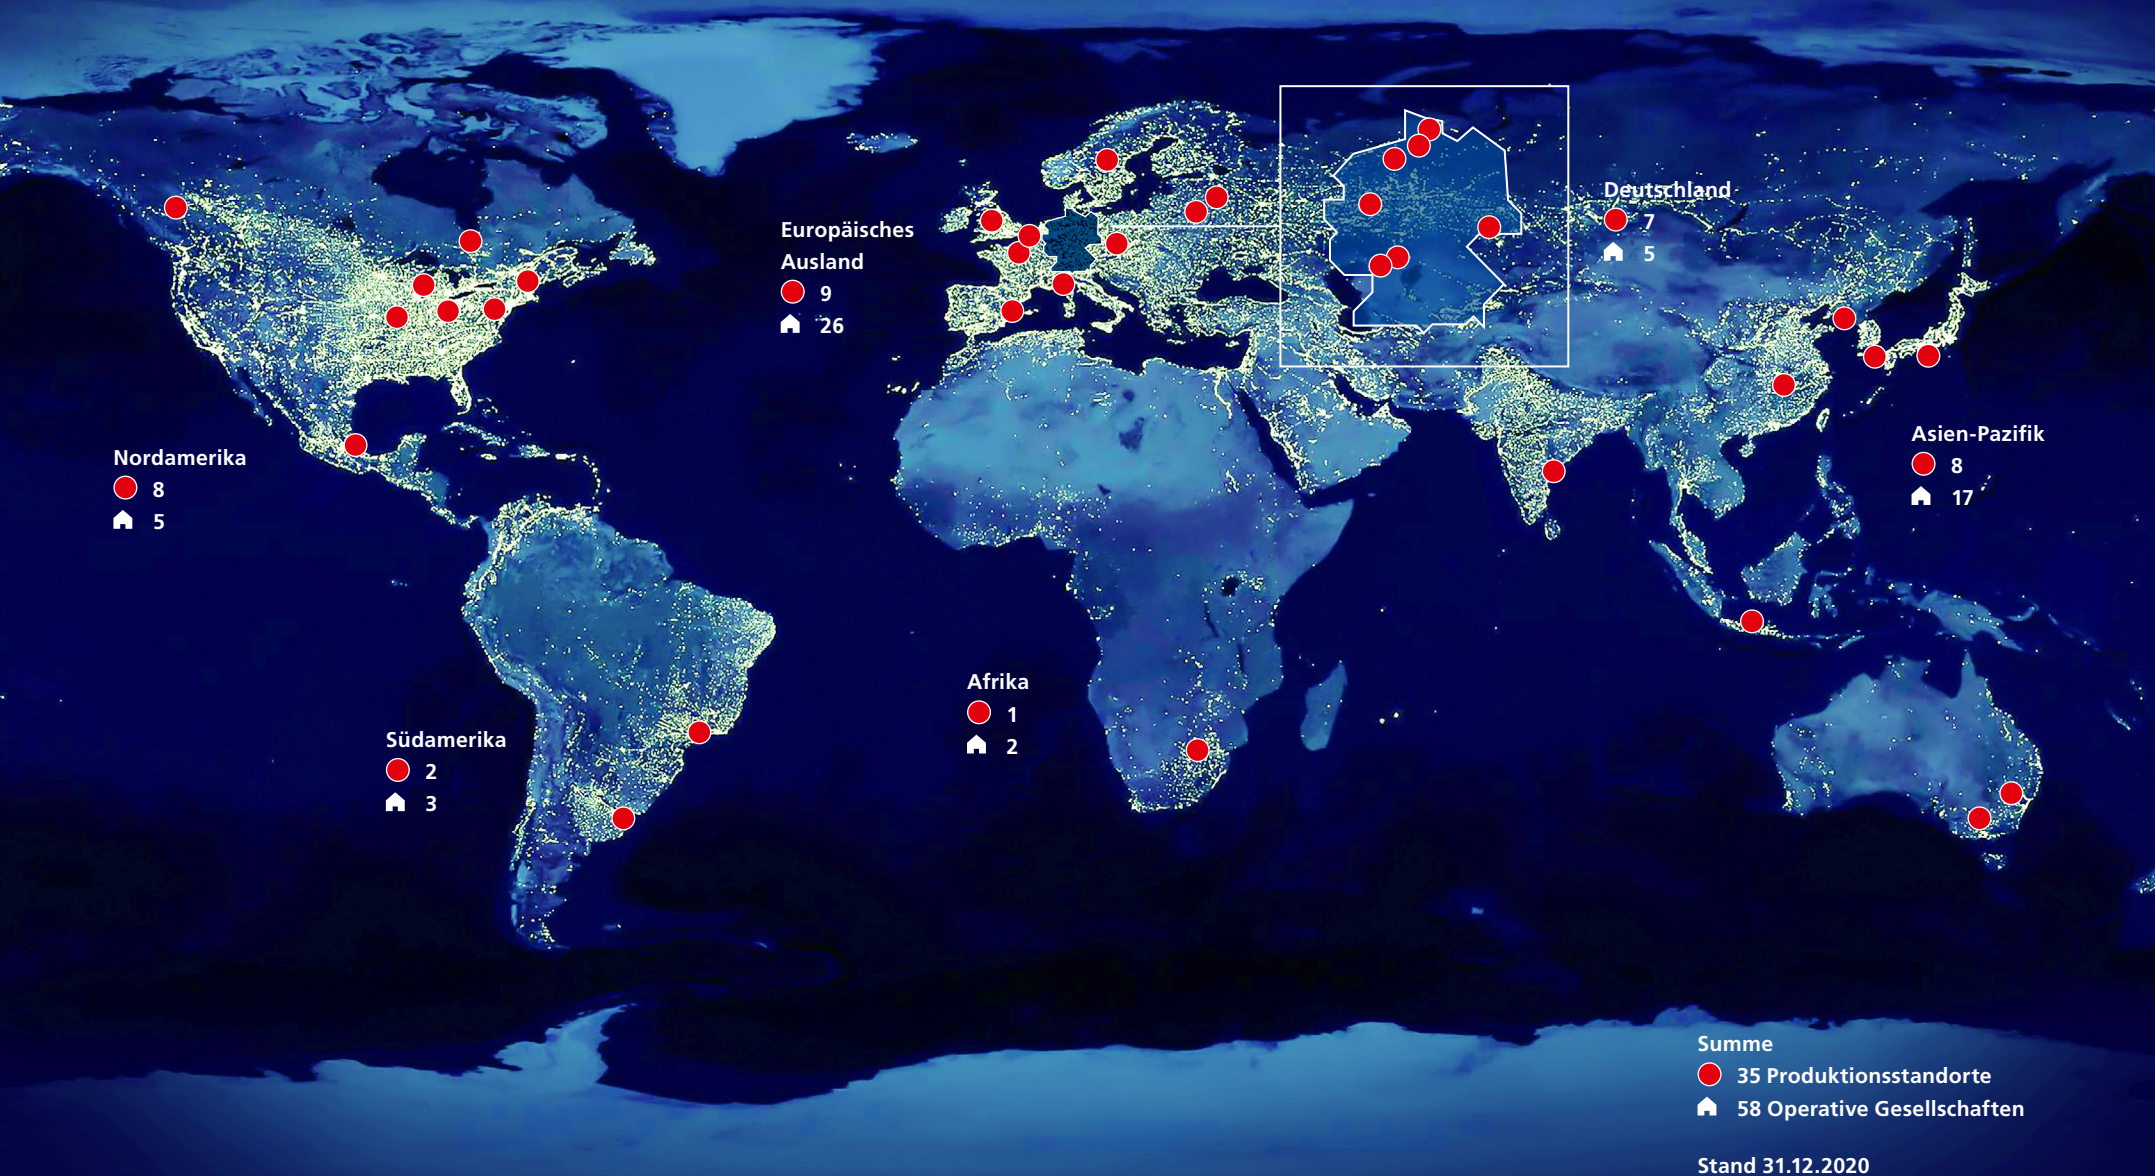 Deutschland
7
5
Europäisches
Ausland
9
26
Nordamerika
8
5
Asien-Pazifik
8
17
Afrika
1
2
Südamerika
2
3
Summe
35 Produktionsstandorte
58 Operative Gesellschaften
Stand 31.12.2020